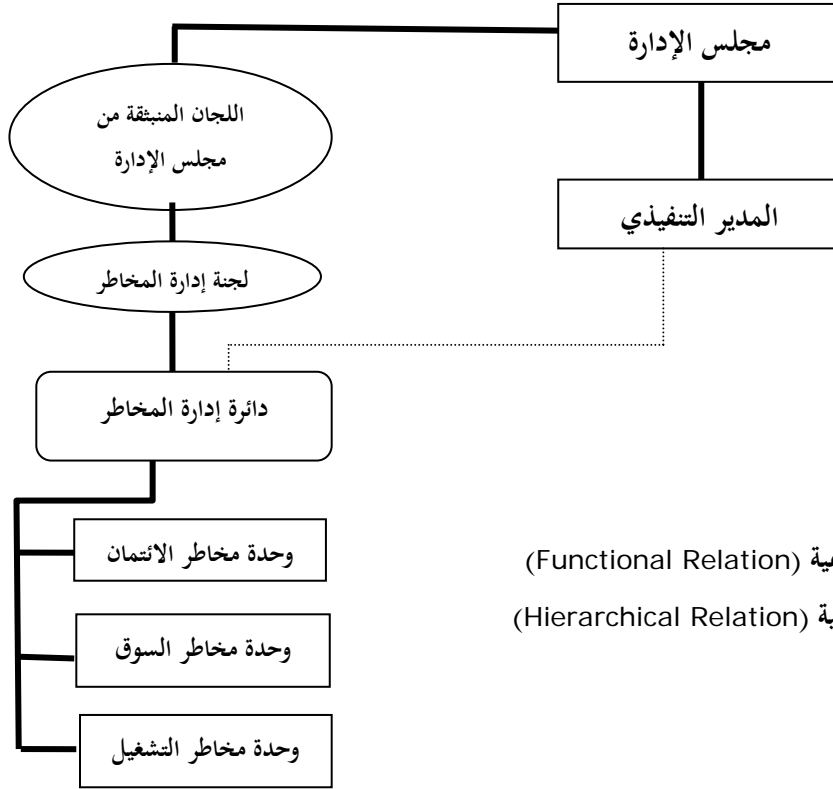 مجلس الإدارة
اللجان المنبثقة من
مجلس الإدارة
المدير التنفيذي
لجنة إدارة المخاطر
دائرة إدارة المخاطر
وحدة مخاطر الائتمان
(Functional Relation)
(Hierarchical Relation)
وحدة مخاطر السوق
وحدة مخاطر التشغيل